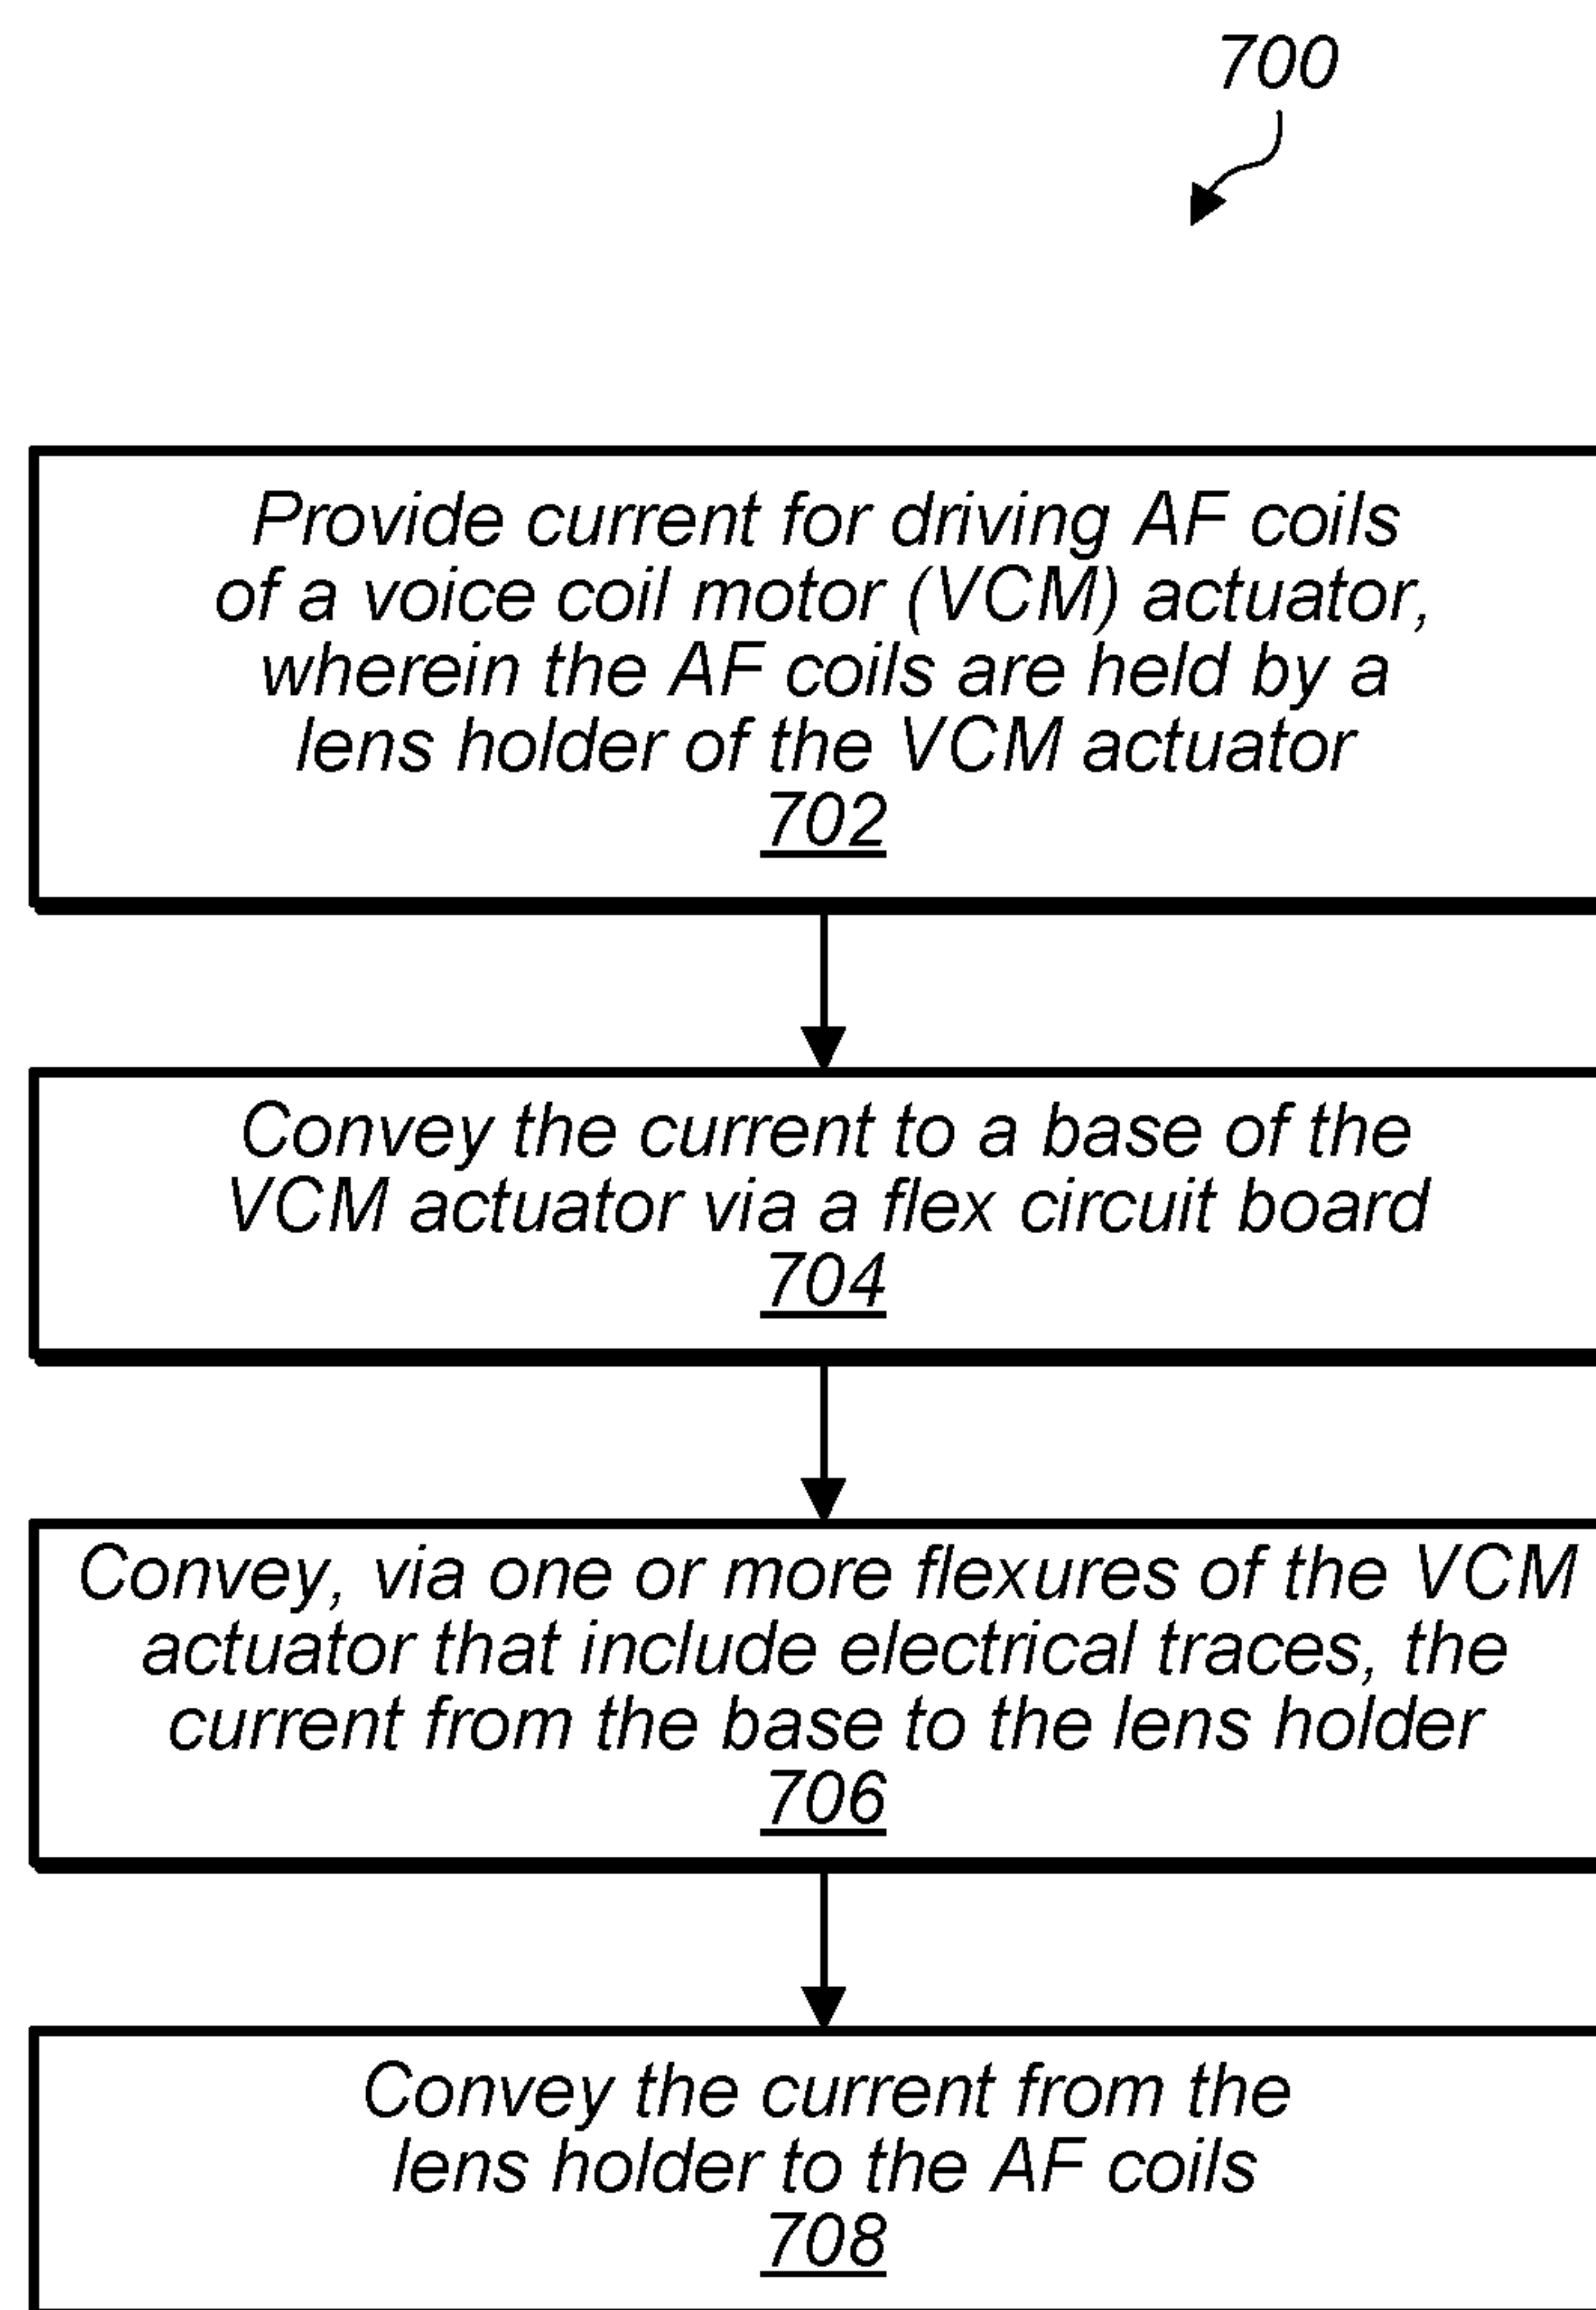 700
Provide current for driving AF coils
of a voice coil motor (VCM) actuator,
wherein the AF coils are held by a
lens holder of the VCM actuator
702
Convey the current to a base of the
VCM actuator via a flex circuit board
704
Convey, via one or more flexures of the VCM
actuator that include electrical traces, the
current from the base to the lens holder
706
Convey the current from the
lens holder to the AF coils
708